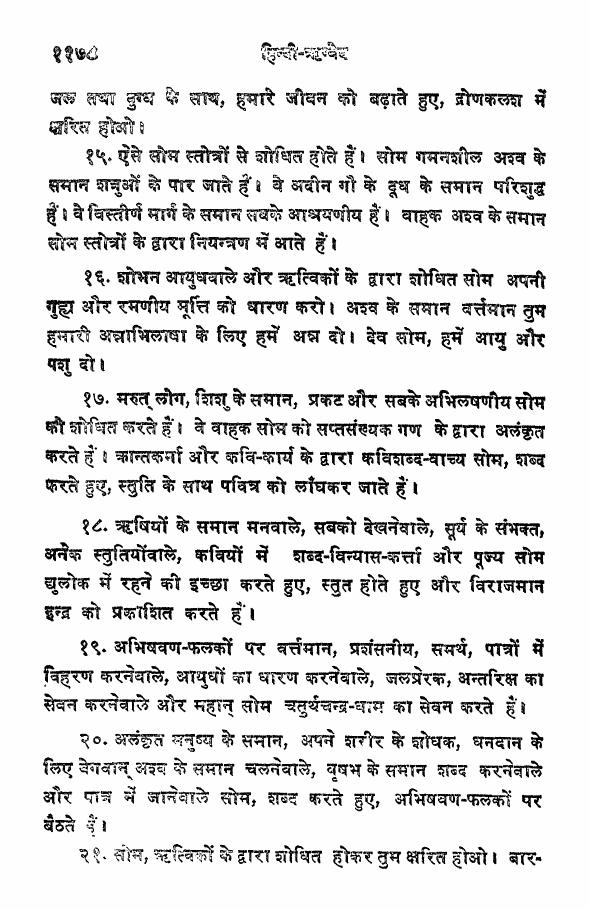 ११७८ हिन्दी-ऋग्वेद
जल तथा दुग्ध के साथ, हमारे जीवन को बढ़ाते हुए, द्रोणकलश में
क्षरित होओ।
१५. ऐसे सोम स्तोत्रों से शोधित होते हैं। सोम गमनशील अश्व के
समान शत्रुओं के पार जाते हैं। वे अदीन गौ के दूध के समान परिशुद्ध
हैं। वे विस्तीर्ण मार्ग के समान सबके आश्रयणीय हैं। वाहक अश्व के समान
सोम स्तोत्रों के द्वारा नियन्त्रण में आते हैं।
१६. शोभन आयुधवाले और ऋत्विकों के द्वारा शोधित सोम अपनी
गुह्य और रमणीय मूर्त्ति को धारण करो। अश्व के समान वर्त्तमान तुम
हमारी अन्नाभिलाषा के लिए हमें अन्न दो। देव सोम, हमें आयु और
पशु दो।
१७. मरुत् लोग, शिशु के समान, प्रकट और सबके अभिलषणीय सोम
को शोधित करते हैं। वे वाहक सोम को सप्तसंख्यक गण के द्वारा अलंकृत
करते हैं। क्रान्तकर्मा और कवि-कार्य के द्वारा कविशब्द-वाच्य सोम, शब्द
करते हुए, स्तुति के साथ पवित्र को लाँघकर जाते हैं।
१८. ऋषियों के समान मनवाले, सबको देखनेवाले, सूर्य के संभक्त,
अनेक स्तुतियोंवाले, कवियों में शब्द-विन्यास-कर्त्ता और पूज्य सोम
द्युलोक में रहने की इच्छा करते हुए, स्तुत होते हुए और विराजमान
इन्द्र को प्रकाशित करते हैं।
१९. अभिषवण-फलकों पर वर्त्तमान, प्रशंसनीय, समर्थ, पात्रों में
विहरण करनेवाले, आयुधों का धारण करनेवाले, जलप्रेरक, अन्तरिक्ष का
सेवन करनेवाले और महान् सोम चतुर्थचन्द्र-धाम का सेवन करते हैं।
२०. अलंकृत मनुष्य के समान, अपने शरीर के शोधक, धनदान के
लिए वेगवान् अश्व के समान चलनेवाले, वृषभ के समान शब्द करनेवाले
और पात्र में जानेवाले सोम, शब्द करते हुए, अभिषवण-फलकों पर
बैठते हैं।
२१. सोम, ऋत्विकों के द्वारा शोधित होकर तुम क्षरित होओ। बार-